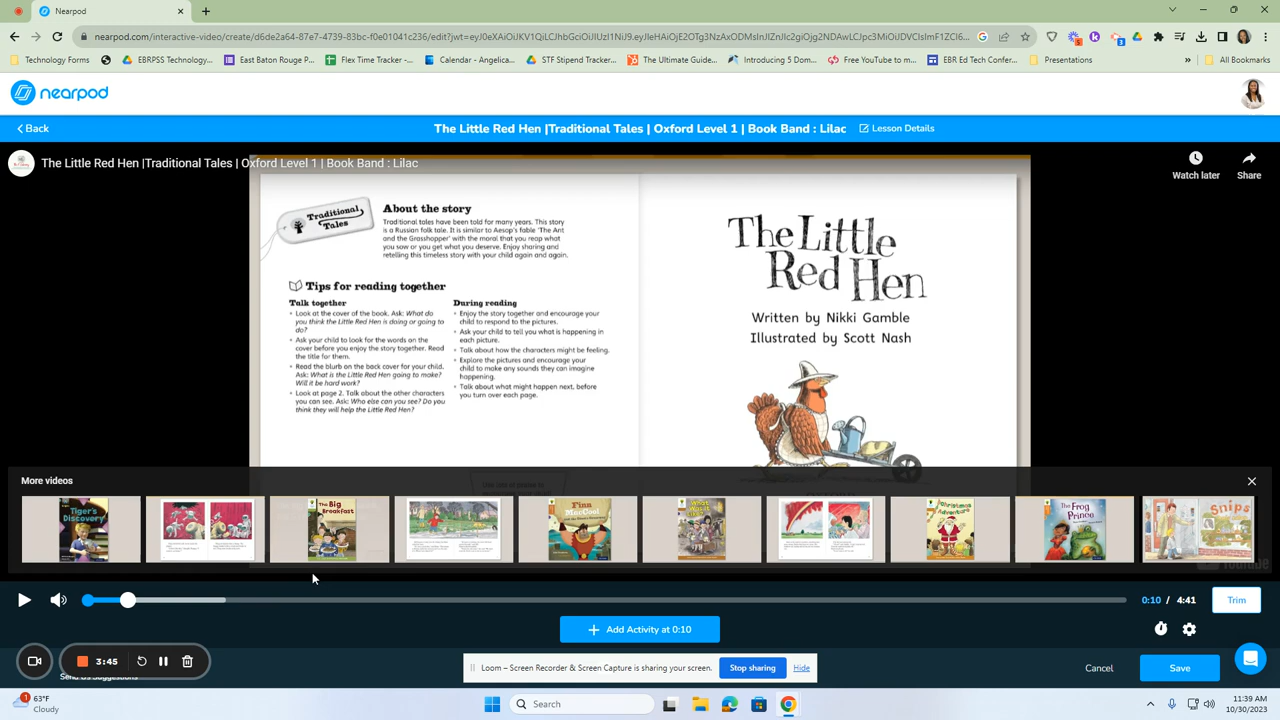 Nearpod
nearpod.com/interactive-video/create/d6de2a64-87e7-4739-83bc-f0e01041c236/edit?jwt=eyJ0eXAiOiJKV1QiLCJhbGciOiJIUzI1NiJ9.
Technology Forms
EBRPSS Technology...
East Baton Rouge P...
Flex Time Tracker -...
Calendar - Angelica...
STF Stipend Tracker...
The Ultimate Guide...
Introducing 5 Dom...
Free YouTube to m...
EBR Ed Tech Confer...
Presentations
»
All Bookmarks
nearpod
Back
The Little Red Hen |Traditional Tales | Oxford Level 1 | Book Band : Lilac
Lesson Details
The Little Red Hen |Traditional Tales | Oxford Level 1 | Book Band : Lilac
Watch later
Share
Traditional
Tales
About the story
Traditional tales have been told for many years. This story
is a Russian folk tale. It is similar to Aesop's fable 'The Ant
and the Grasshopper' with the moral that you reap what
you sow or you get what you deserve. Enjoy sharing and
retelling this timeless story with your child again and again.
Tips for reading together
Talk together
• Look at the cover of the book. Ask: What do
you think the Little Red Hen is doing or going to
do?
• Ask your child to look for the words on the
cover before you enjoy the story together. Read
the title for them.
• Read the blurb on the back cover for your child.
Ask: What is the Little Red Hen going to make?
Will it be hard work?
• Look at page 2. Talk about the other characters
you can see. Ask: Who else can you see? Do you
think they will help the Little Red Hen?
During reading
• Enjoy the story together and encourage your
child to respond to the pictures.
• Ask your child to tell you what is happening in
each picture.
• Talk about how the characters might be feeling.
• Explore the pictures and encourage your
child to make any sounds they can imagine
happening.
• Talk about what might happen next, before
you turn over each page.
The Little
Red Hen
Written by Nikki Gamble
Illustrated by Scott Nash
More videos
Tiger's
Discovery
The Big
Breakfast
Finn
MacCool
What
Was It?
Christmas
Adventure
The Frog
Prince
Snips
YouTube
0:10 / 4:41
Trim
Add Activity at 0:10
3:45
Send Us Suggestions
Loom – Screen Recorder & Screen Capture is sharing your screen.
Stop sharing
Hide
Cancel
Save
1
63°F
Cloudy
Search
11:39 AM
10/30/2023